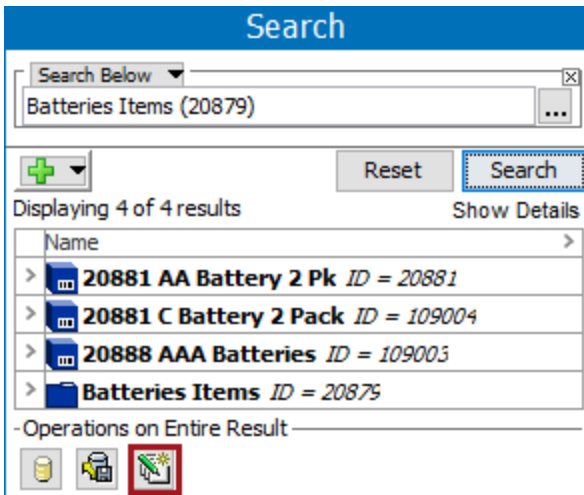 Search
Search Below
Batteries Items (20879)
...
Reset Search
Displaying 4 of 4 results Show Details
Name >
> 20881 AA Battery 2 Pk ID = 20881
> 20881 C Battery 2 Pack ID = 109004
> 20888 AAA Batteries ID = 109003
> Batteries Items ID = 20879
Operations on Entire Result